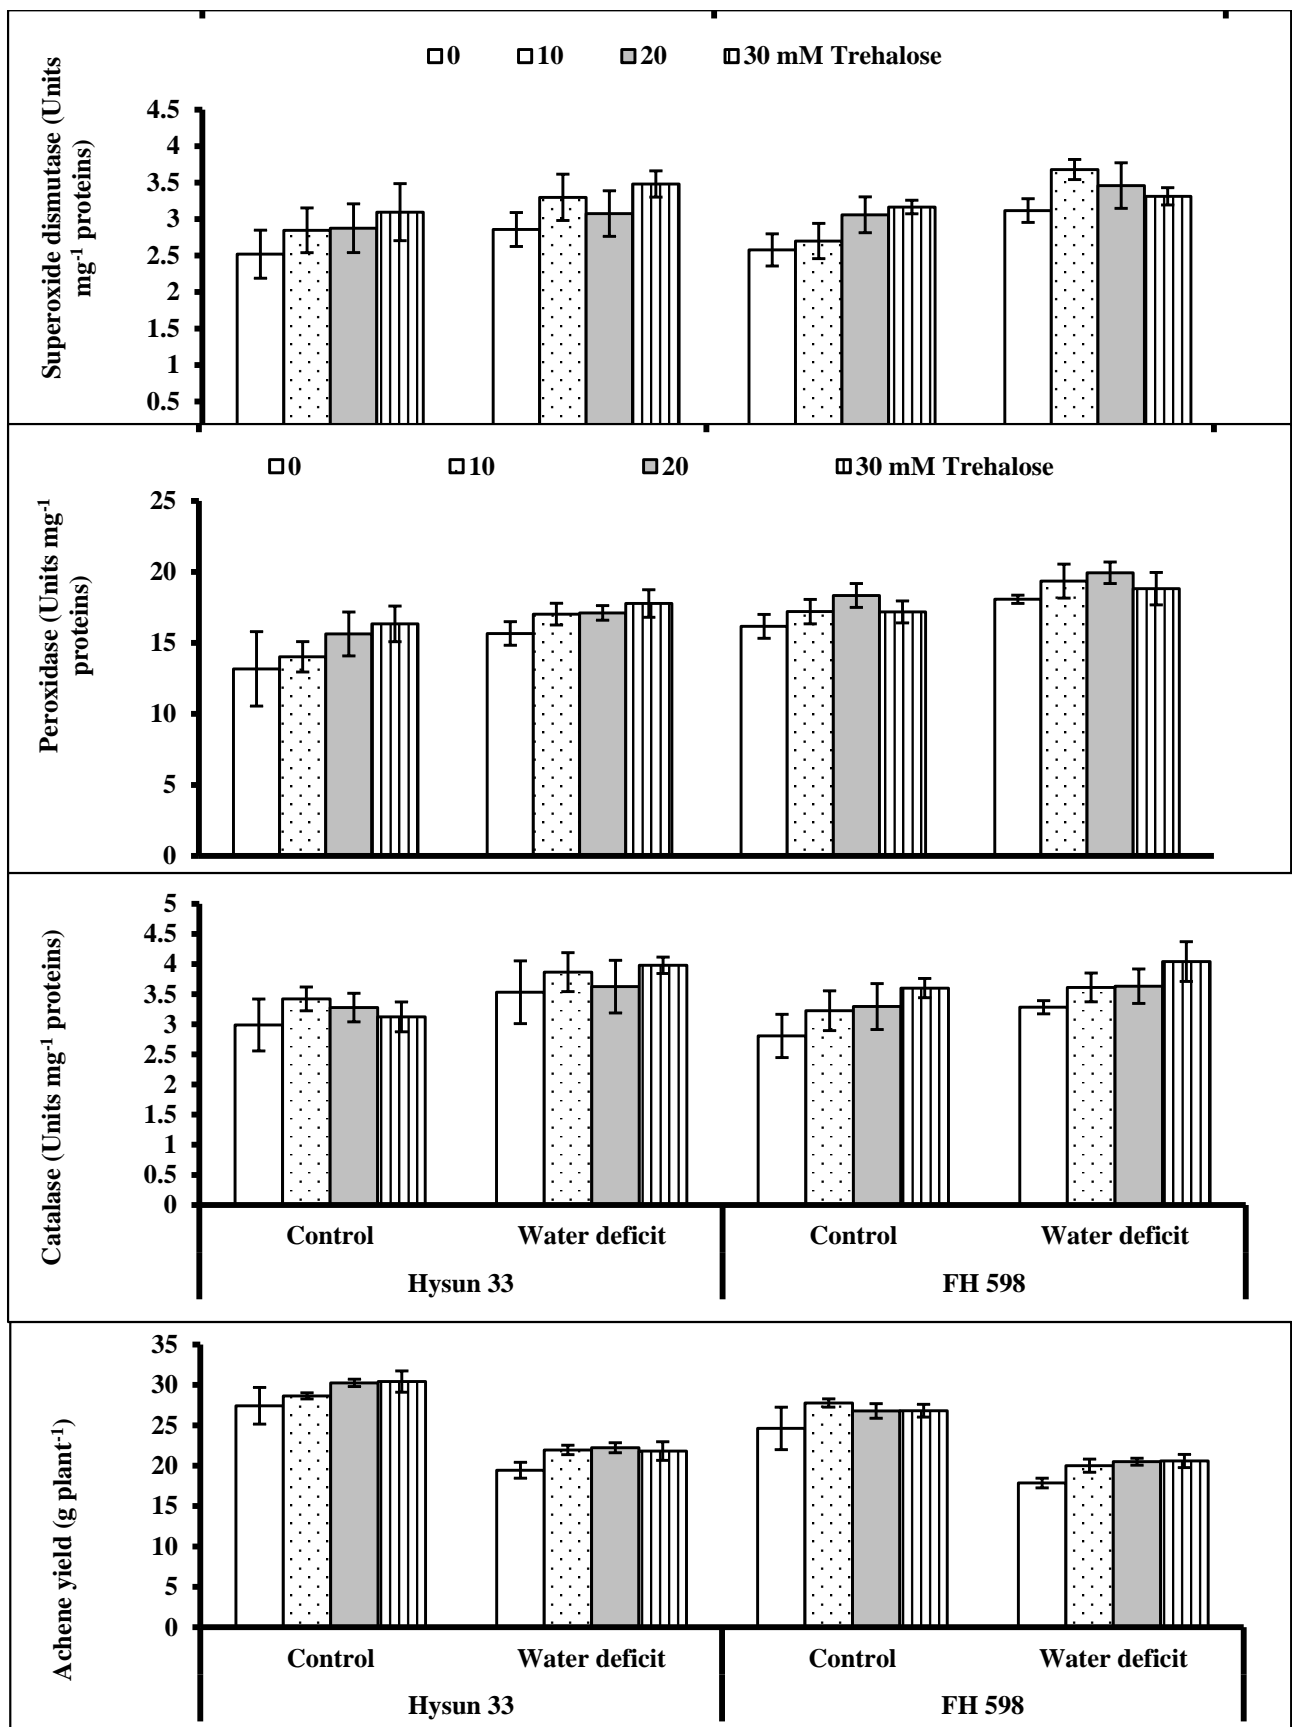 0 10 20 30 mM Trehalose
Superoxide dismutase (Units
mg-1 proteins)
4.5
4
3.5
3
2.5
2
1.5
1
0.5
0 10 20 30 mM Trehalose
Peroxidase (Units mg-1
proteins)
25
20
15
10
5
0
Catalase (Units mg-1 proteins)
5
4.5
4
3.5
3
2.5
2
1.5
1
0.5
0
Control Water deficit Control Water deficit
Hysun 33 FH 598
Achene yield (g plant-1)
35
30
25
20
15
10
5
0
Control Water deficit Control Water deficit
Hysun 33 FH 598